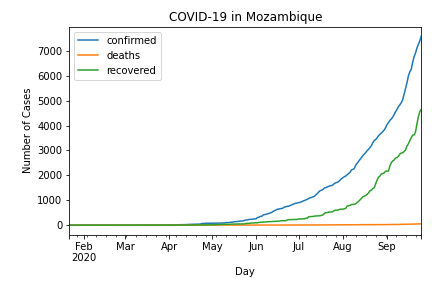 COVID-19 in Mozambique
confirmed
deaths
recovered
Number of Cases
7000
6000
5000
4000
3000
2000
1000
0
Feb Mar Apr May Jun Jul Aug Sep
2020
Day